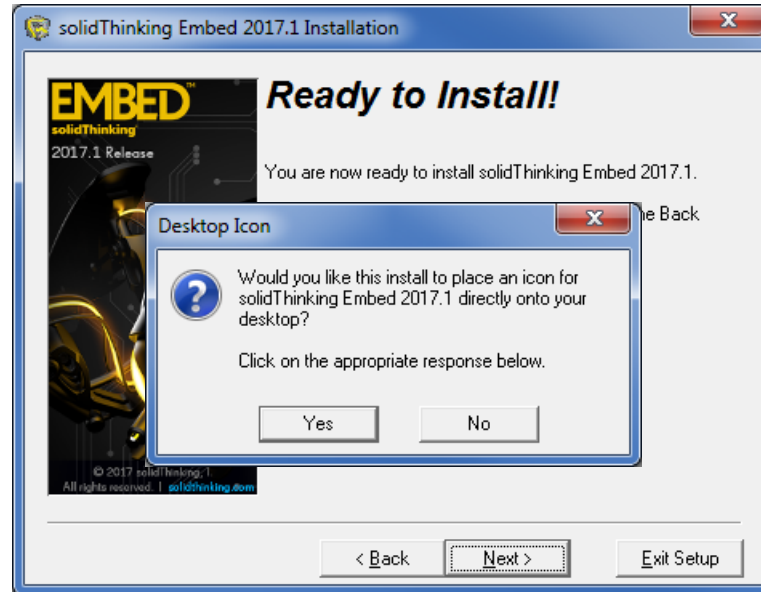 solidThinking Embed 2017.1 Installation
EMBED™
solidThinking
2017.1 Release
Ready to Install!
You are now ready to install solidThinking Embed 2017.1.
Back
Desktop Icon
Would you like this install to place an icon for
solidThinking Embed 2017.1 directly onto your
desktop?
Click on the appropriate response below.
Yes
No
© 2017 solidThinking, I
All rights reserved. | solidthinking.com
< Back
Next >
Exit Setup